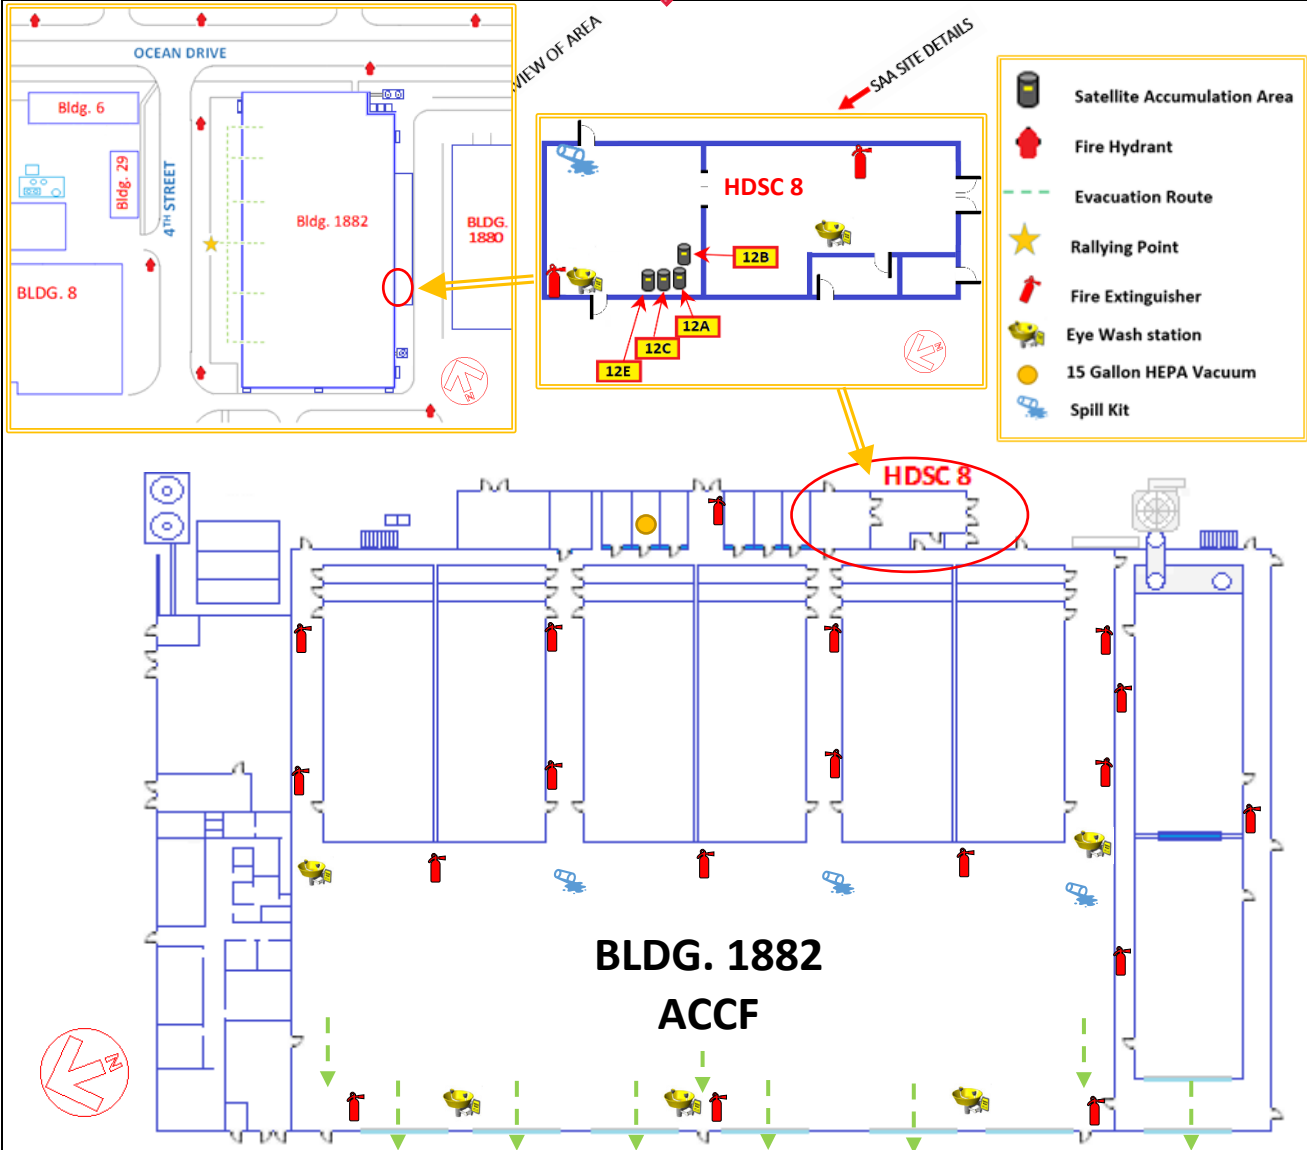 OCEAN DRIVE
Bldg. 6
Bldg. 29
4TH STREET
Bldg. 1882
BLDG.
1880
BLDG. 8
N
VIEW OF AREA
SAA SITE DETAILS
HDSC 8
12B
12A
12C
12E
N
Satellite Accumulation Area
Fire Hydrant
Evacuation Route
Rallying Point
Fire Extinguisher
Eye Wash station
15 Gallon HEPA Vacuum
Spill Kit
HDSC 8
BLDG. 1882
ACCF
N